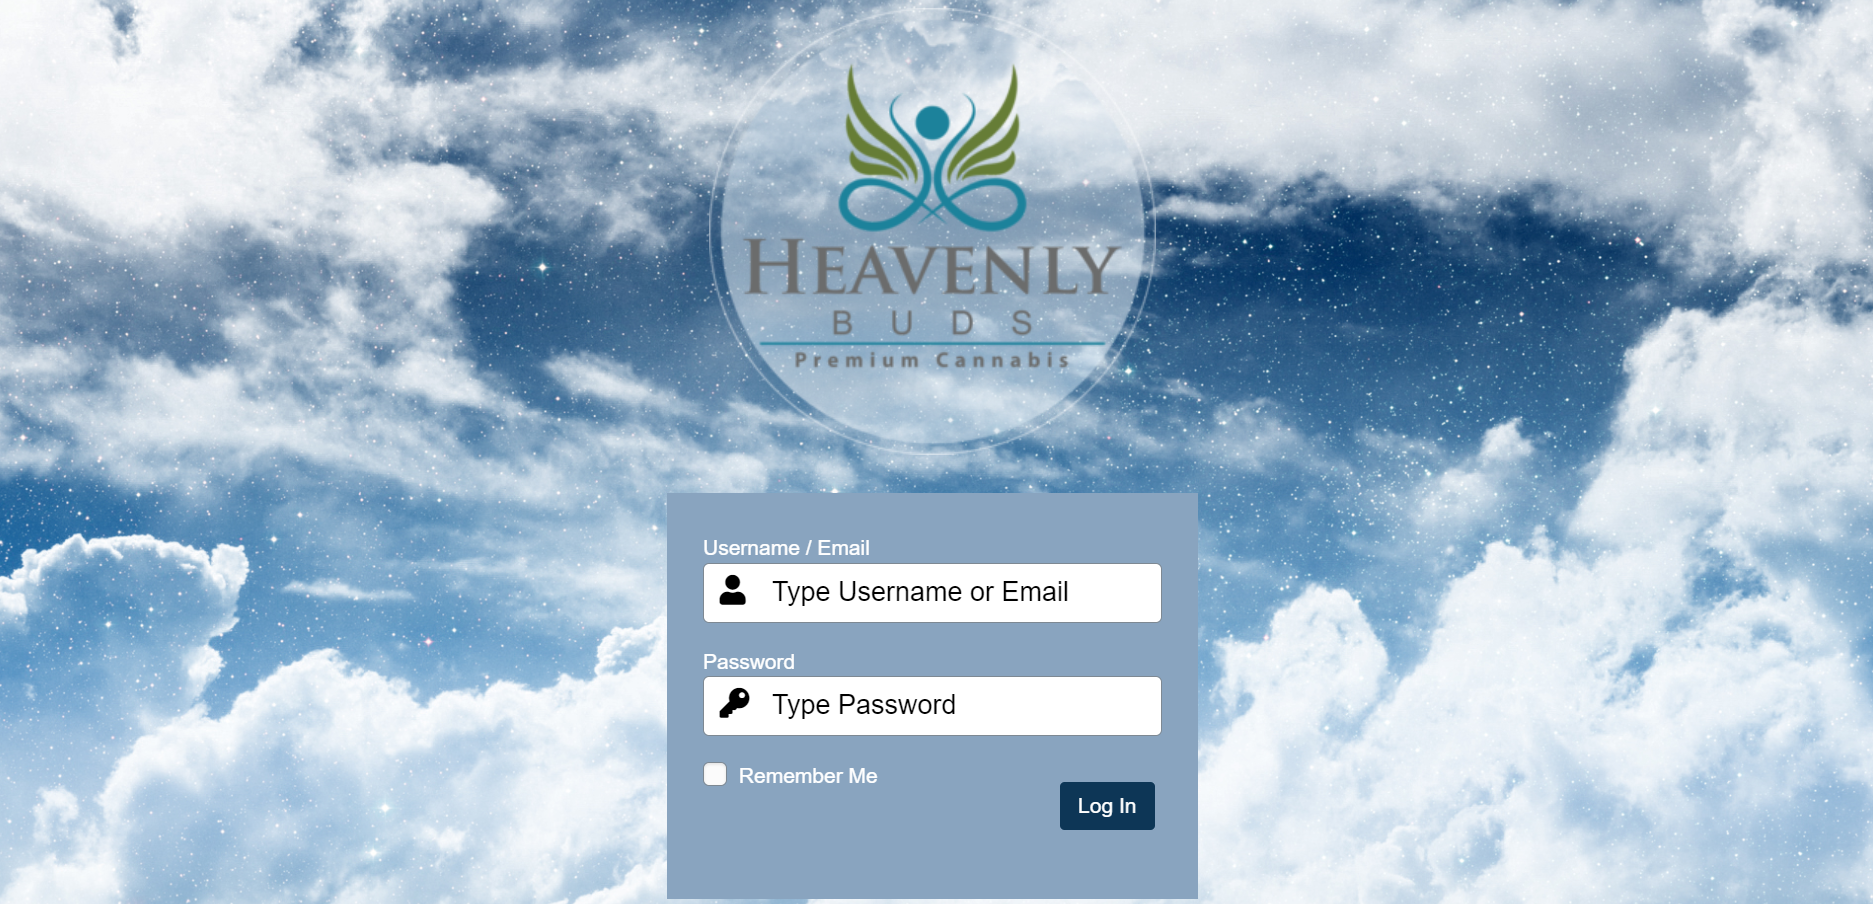 HEAVENLY
BUDS
Premium Cannabis
Username / Email
Type Username or Email
Password
Type Password
Remember Me
Log In